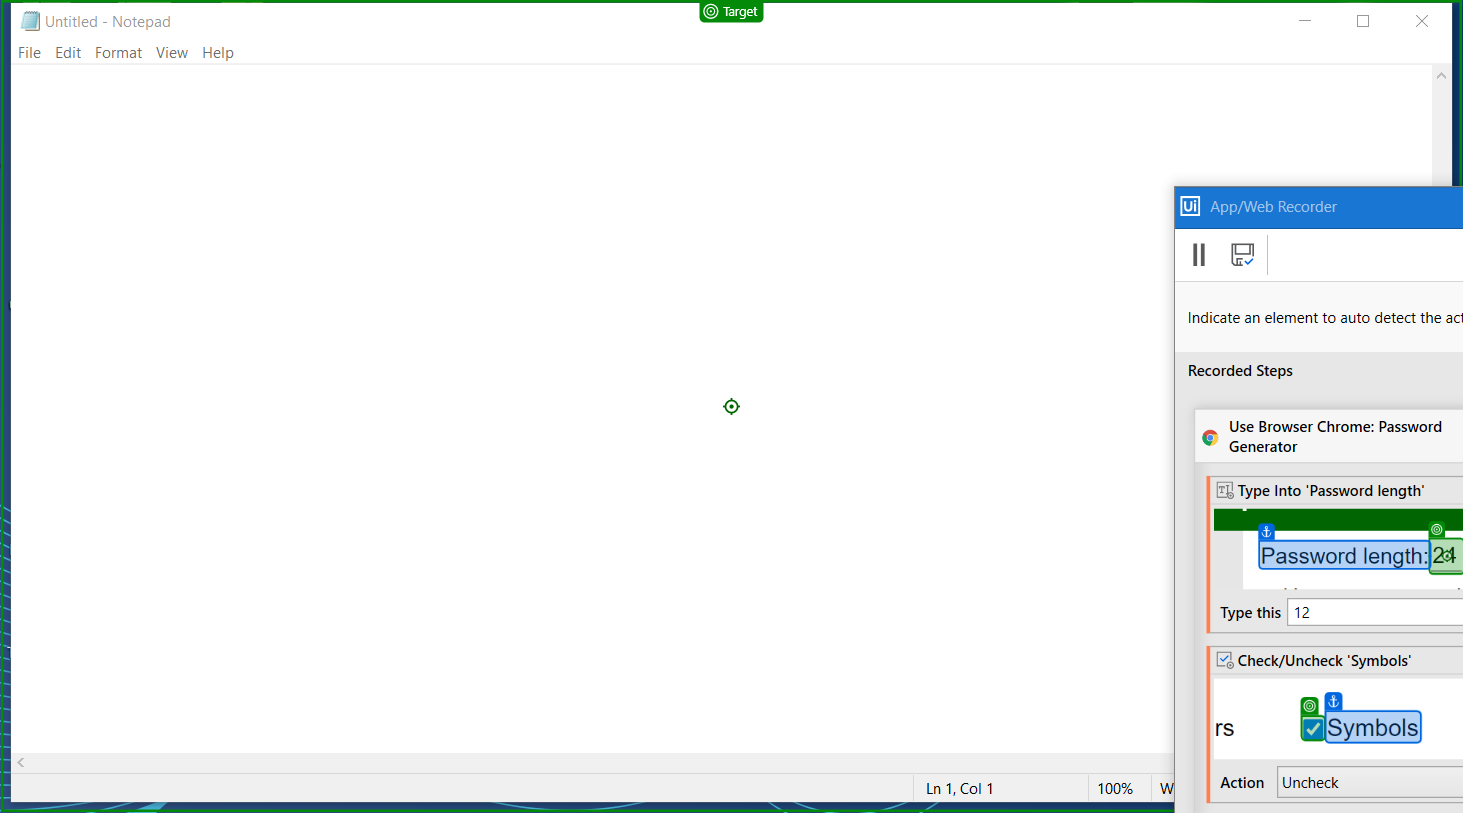 Untitled - Notepad
Target
File Edit Format View Help
Ui App/Web Recorder
Indicate an element to auto detect the act
Recorded Steps
Use Browser Chrome: Password
Generator
Type Into 'Password length'
Password length: 24
Type this 12
Check/Uncheck 'Symbols'
rs Symbols
Action Uncheck
Ln 1, Col 1 100% W